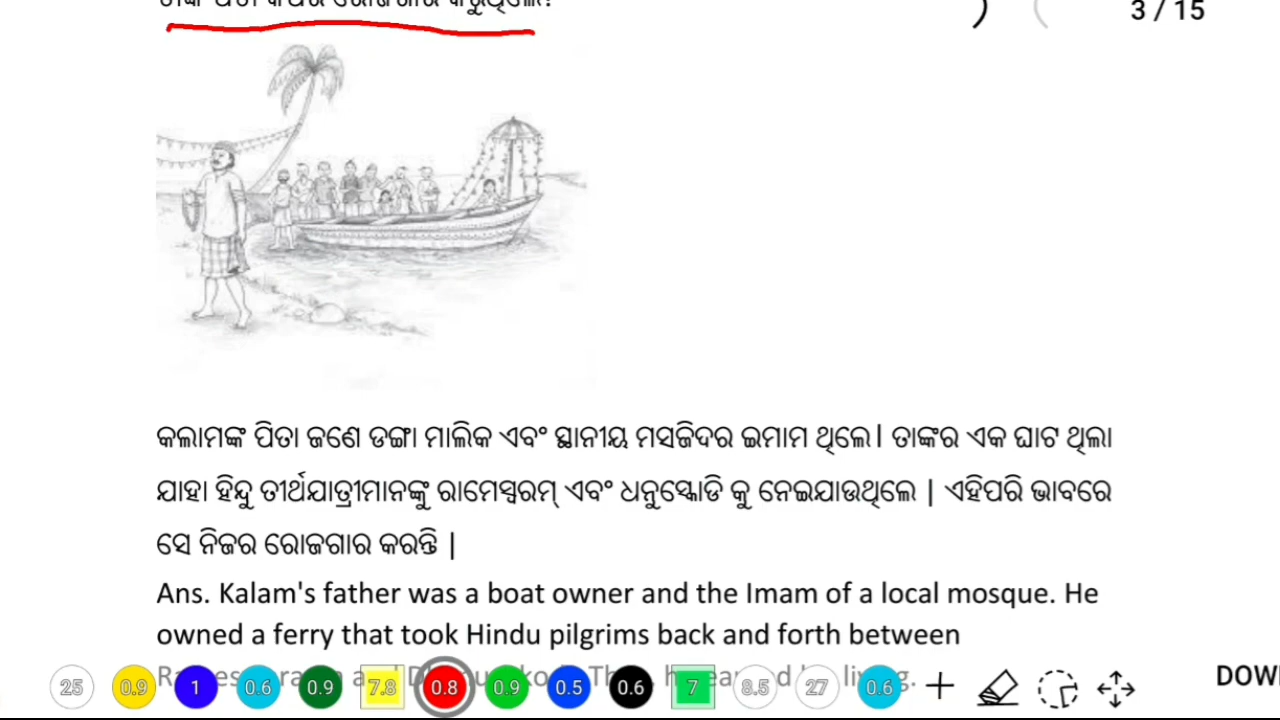 3 / 15
କଲାମଙ୍କ ପିତା ଜଣେ ଡଙ୍ଗା ମାଲିକ ଏବଂ ସ୍ଥାନୀୟ ମସଜିଦର ଇମାମ ଥିଲେ। ତାଙ୍କର ଏକ ଘାଟ ଥିଲା
ଯାହା ହିନ୍ଦୁ ତୀର୍ଥଯାତ୍ରୀମାନଙ୍କୁ ରାମେସ୍ୱରମ୍ ଏବଂ ଧନୁସ୍କୋଡି କୁ ନେଇଯାଉଥିଲେ | ଏହିପରି ଭାବରେ
ସେ ନିଜର ରୋଜଗାର କରନ୍ତି |
Ans. Kalam's father was a boat owner and the Imam of a local mosque. He
owned a ferry that took Hindu pilgrims back and forth between
25 0.9 1 0.6 0.9 7.8 0.8 0.9 0.5 0.6 7 8.5 27 0.6